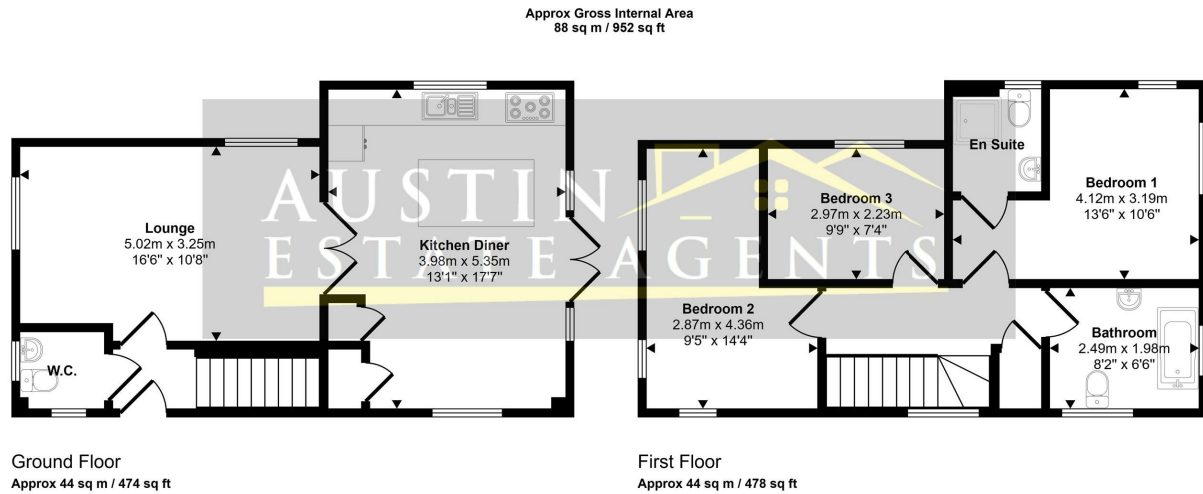 Approx Gross Internal Area
88 sq m / 952 sq ft
AUSTIN
ESTATE AGENTS
Lounge
5.02m x 3.25m
16'6" x 10'8"
Kitchen Diner
3.98m x 5.35m
13'1" x 17'7"
W.C.
Ground Floor
Approx 44 sq m / 474 sq ft
En Suite
Bedroom 1
4.12m x 3.19m
13'6" x 10'6"
Bedroom 3
2.97m x 2.23m
9'9" x 7'4"
Bedroom 2
2.87m x 4.36m
9'5" x 14'4"
Bathroom
2.49m x 1.98m
8'2" x 6'6"
First Floor
Approx 44 sq m / 478 sq ft